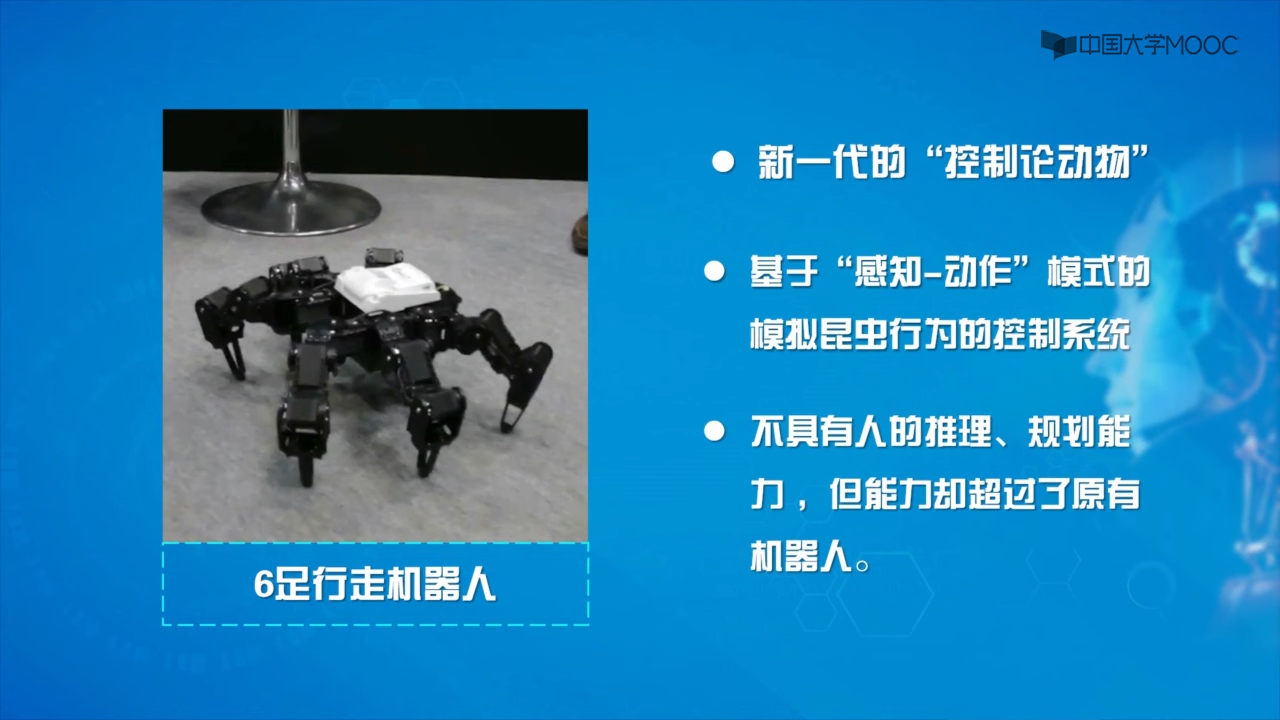 中国大学MOOC
新一代的“控制论动物”
基于“感知-动作”模式的
模拟昆虫行为的控制系统
不具有人的推理、规划能
力，但能力却超过了原有
机器人。
6足行走机器人